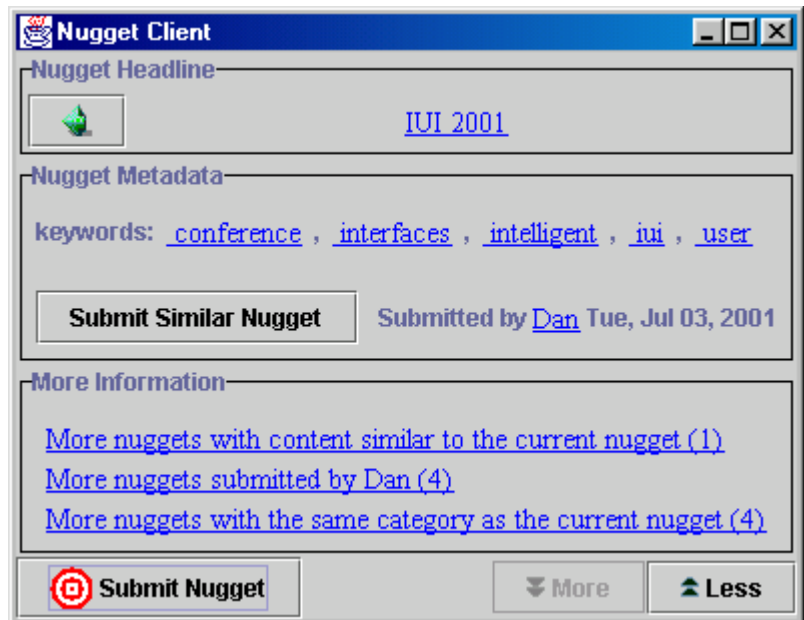 Nugget Client
Nugget Headline
IUI 2001
Nugget Metadata
keywords: conference , interfaces , intelligent , iui , user
Submit Similar Nugget Submitted by Dan Tue, Jul 03, 2001
More Information
More nuggets with content similar to the current nugget (1)
More nuggets submitted by Dan (4)
More nuggets with the same category as the current nugget (4)
Submit Nugget More Less